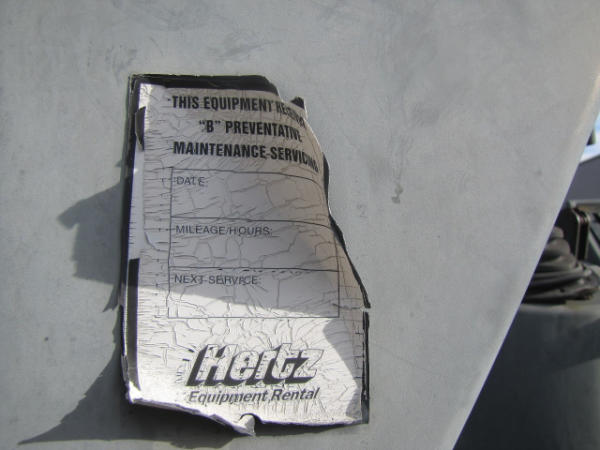 THIS EQUIPMENT
"B" PREVENTATIVE
MAINTENANCE SERVICING
DATE:
MILEAGE/HOURS:
NEXT SERVICE:
Hertz
Equipment Rental